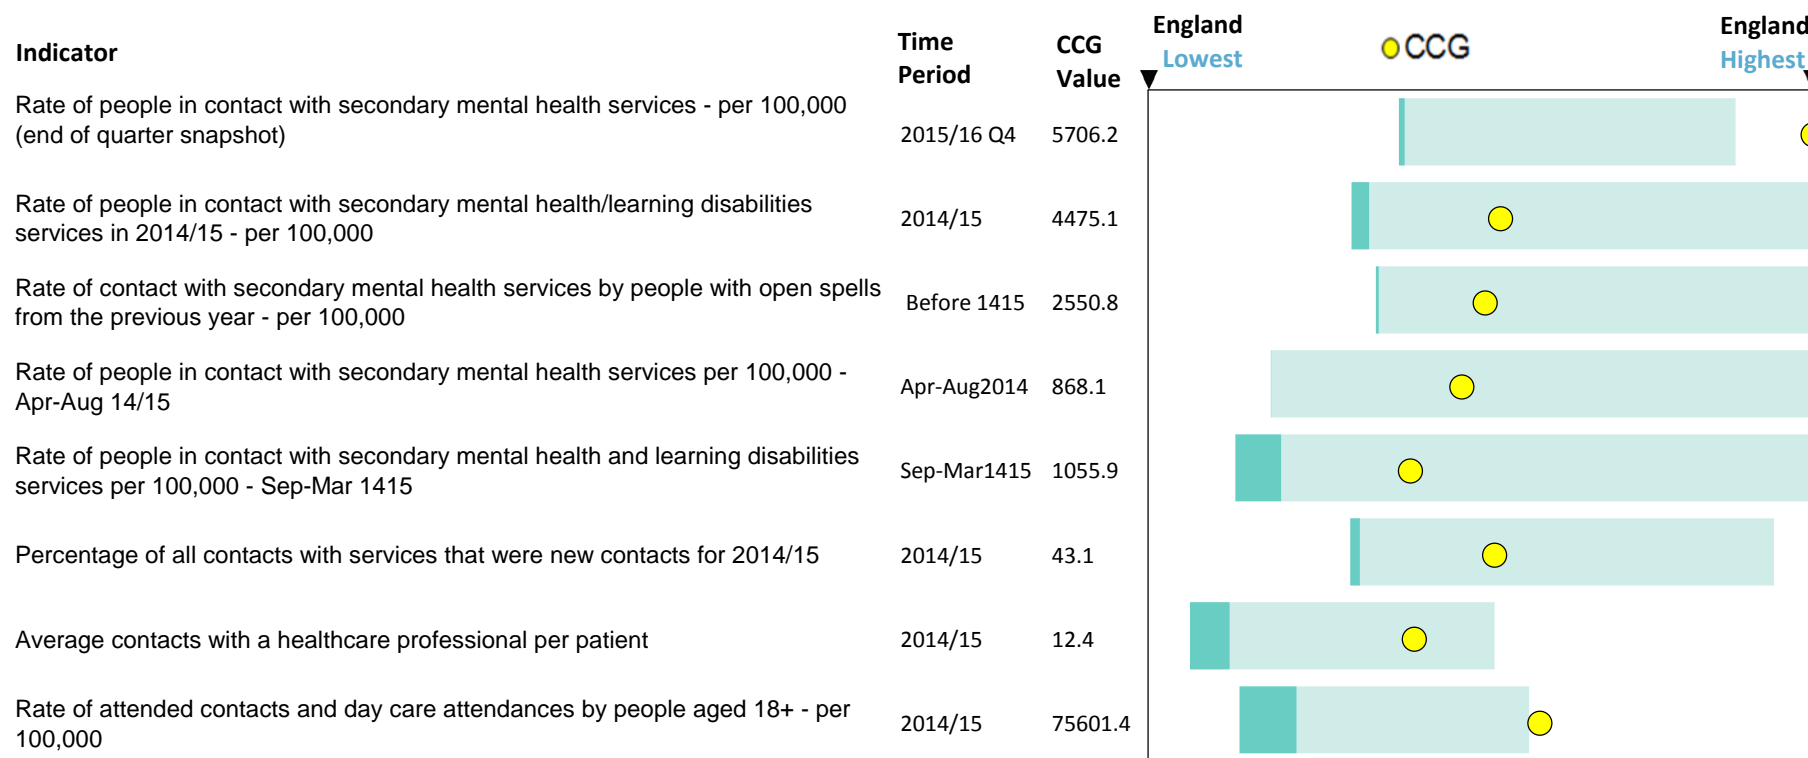 Indicator
Time
Period
CCG
Value
England
Lowest
CCG
England
Highest
Rate of people in contact with secondary mental health services - per 100,000
(end of quarter snapshot)
2015/16 Q4
5706.2
Rate of people in contact with secondary mental health/learning disabilities
services in 2014/15 - per 100,000
2014/15
4475.1
Rate of contact with secondary mental health services by people with open spells
from the previous year - per 100,000
Before 1415
2550.8
Rate of people in contact with secondary mental health services per 100,000 -
Apr-Aug 14/15
Apr-Aug2014
868.1
Rate of people in contact with secondary mental health and learning disabilities
services per 100,000 - Sep-Mar 1415
Sep-Mar1415
1055.9
Percentage of all contacts with services that were new contacts for 2014/15
2014/15
43.1
Average contacts with a healthcare professional per patient
2014/15
12.4
Rate of attended contacts and day care attendances by people aged 18+ - per
100,000
2014/15
75601.4